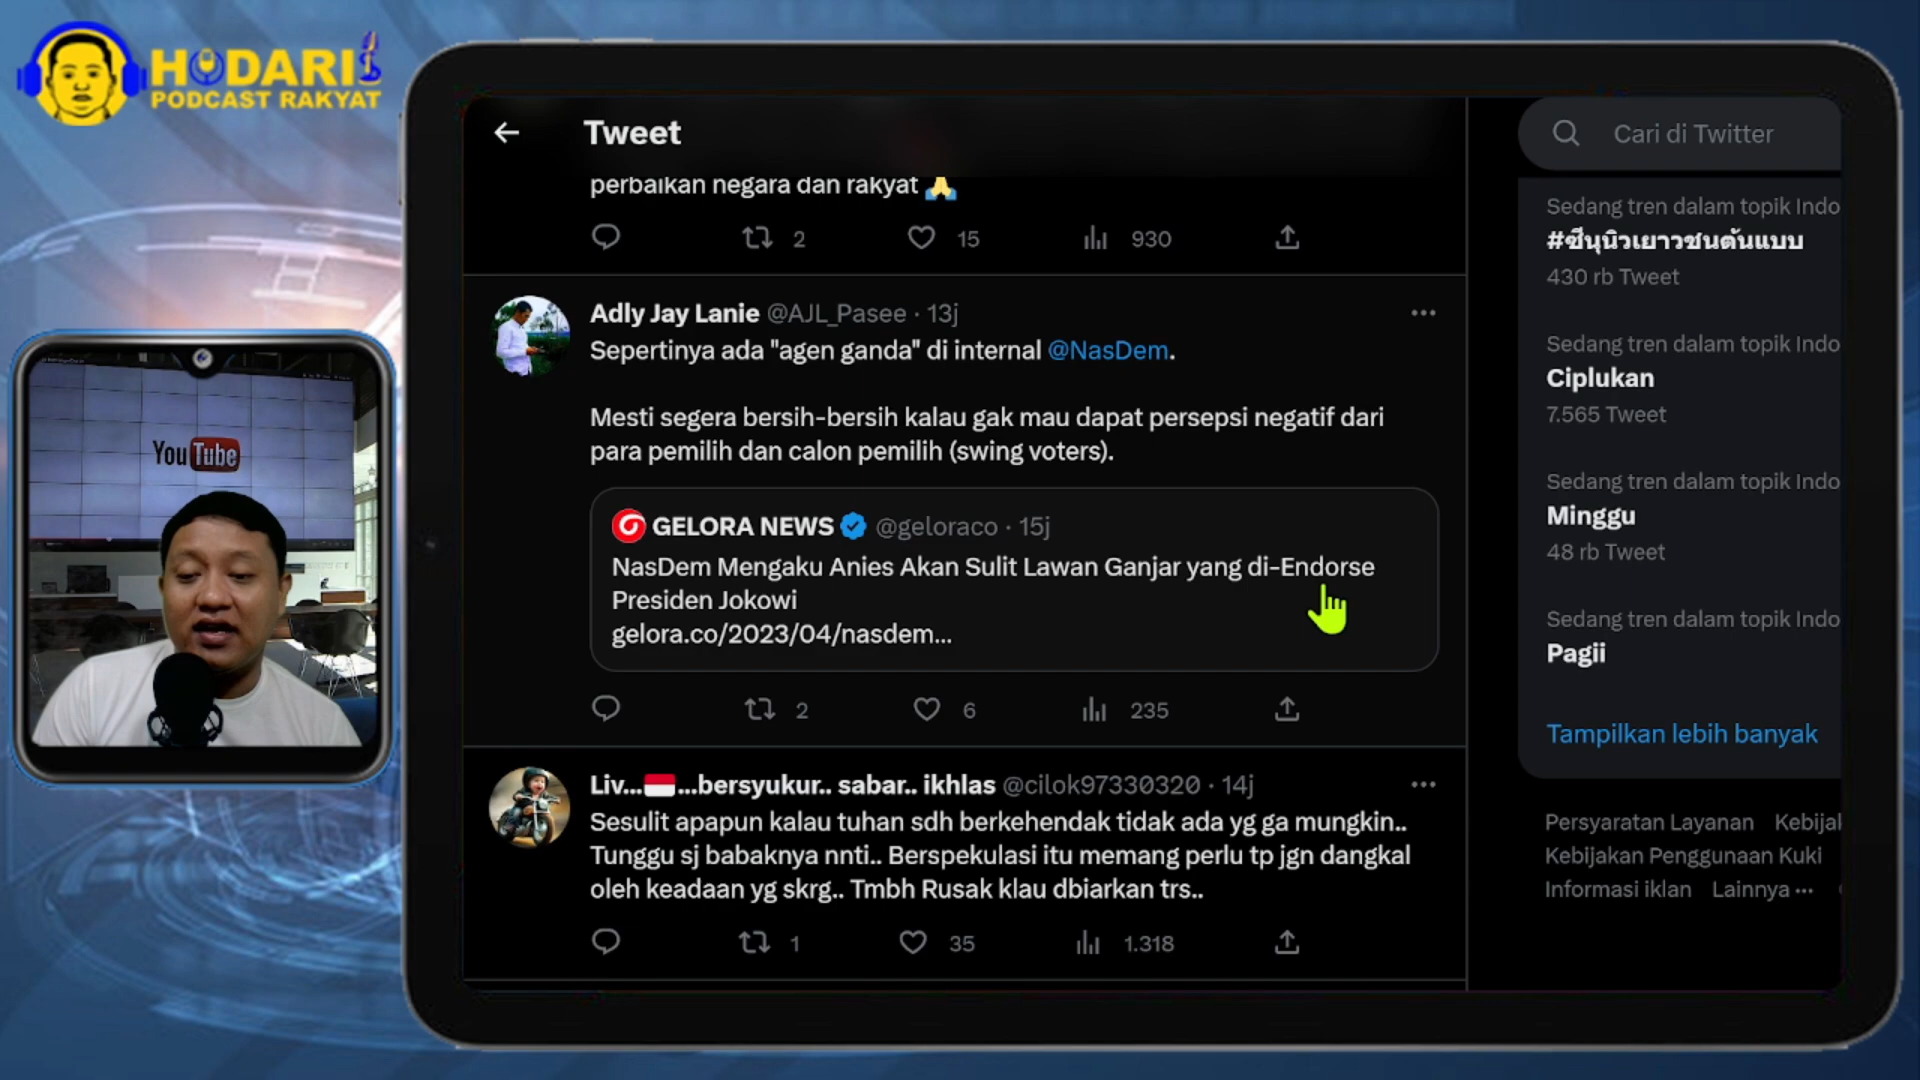 HODARI
PODCAST RAKYAT
YouTube
Tweet
perbaikan negara dan rakyat 🙏
2
15
930
Adly Jay Lanie @AJL_Pasee · 13j
Sepertinya ada "agen ganda" di internal @NasDem.
Mesti segera bersih-bersih kalau gak mau dapat persepsi negatif dari
para pemilih dan calon pemilih (swing voters).
GELORA NEWS @geloraco · 15j
NasDem Mengaku Anies Akan Sulit Lawan Ganjar yang di-Endorse
Presiden Jokowi
gelora.co/2023/04/nasdem...
2
6
235
Liv...🇮🇩...bersyukur.. sabar.. ikhlas @cilok97330320 · 14j
Sesulit apapun kalau tuhan sdh berkehendak tidak ada yg ga mungkin..
Tunggu sj babaknya nnti.. Berspekulasi itu memang perlu tp jgn dangkal
oleh keadaan yg skrg.. Tmbh Rusak klau dbiarkan trs..
1
35
1.318
Cari di Twitter
Sedang tren dalam topik Indo
#ซีนุนิวเยาวชนต้นแบบ
430 rb Tweet
Sedang tren dalam topik Indo
Ciplukan
7.565 Tweet
Sedang tren dalam topik Indo
Minggu
48 rb Tweet
Sedang tren dalam topik Indo
Pagii
Tampilkan lebih banyak
Persyaratan Layanan Kebijak
Kebijakan Penggunaan Kuki
Informasi iklan Lainnya ···